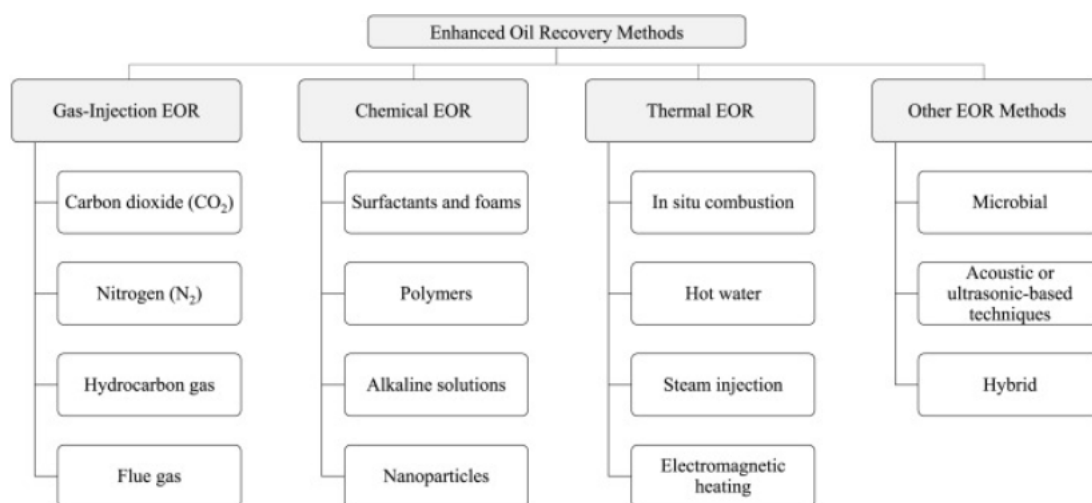 Enhanced Oil Recovery Methods
Gas-Injection EOR
Carbon dioxide (CO₂)
Nitrogen (N₂)
Hydrocarbon gas
Flue gas
Chemical EOR
Surfactants and foams
Polymers
Alkaline solutions
Nanoparticles
Thermal EOR
In situ combustion
Hot water
Steam injection
Electromagnetic
heating
Other EOR Methods
Microbial
Acoustic or
ultrasonic-based
techniques
Hybrid